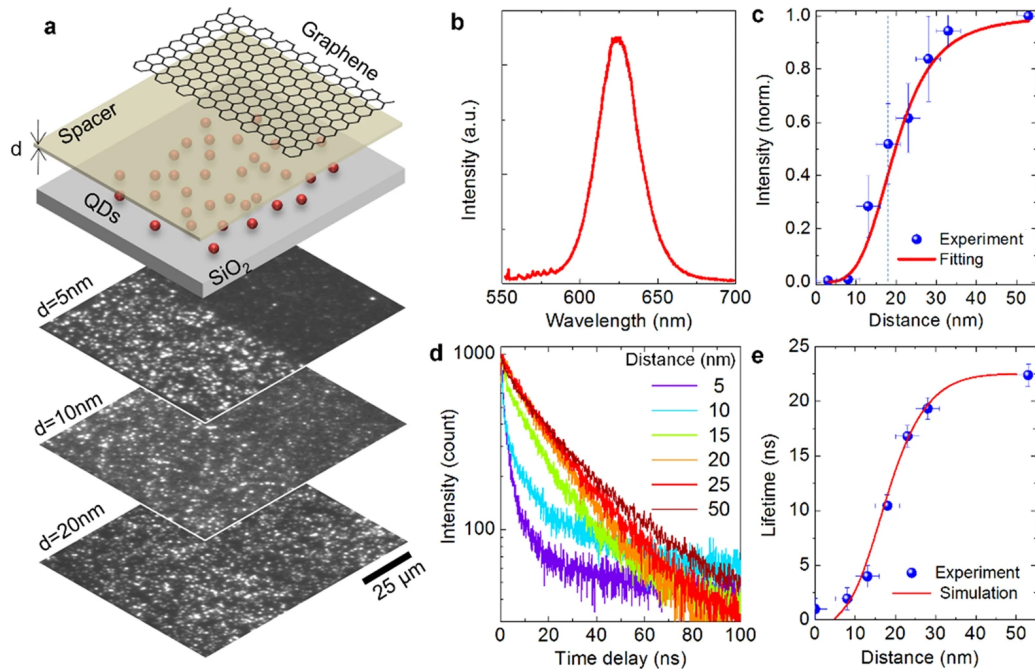 a
Graphene
Spacer
d
QDs
SiO₂
d=5nm
d=10nm
d=20nm
25 μm
b
Intensity (a.u.)
550 600 650 700
Wavelength (nm)
c
Intensity (norm.)
1.0
0.8
0.6
0.4
0.2
0.0
Experiment
Fitting
0 10 20 30 40 50
Distance (nm)
d
Intensity (count)
1000
100
Distance (nm)
5
10
15
20
25
50
0 20 40 60 80 100
Time delay (ns)
e
Lifetime (ns)
25
20
15
10
5
0
Experiment
Simulation
0 10 20 30 40 50
Distance (nm)